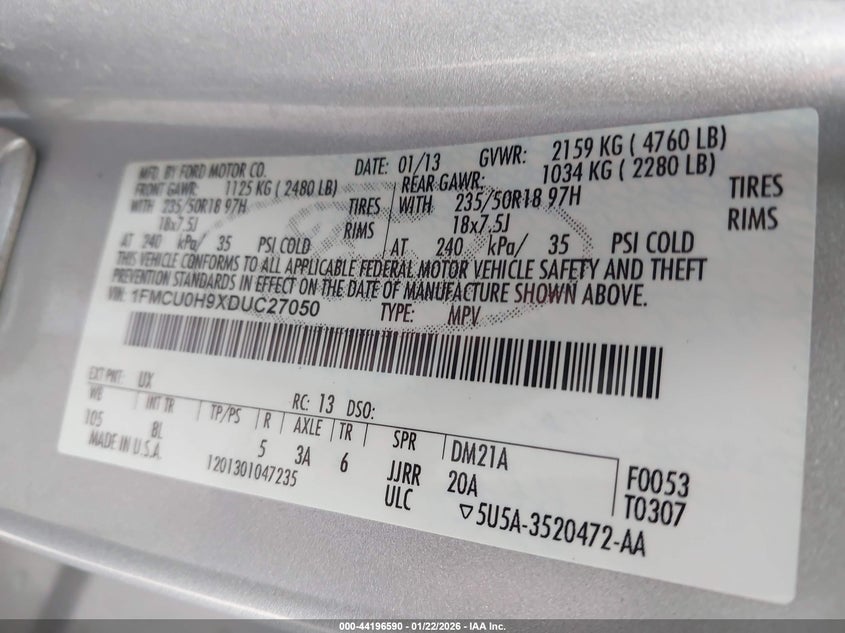 MFD. BY FORD MOTOR CO. DATE: 01/13 GVWR: 2159 KG ( 4760 LB)
FRONT GAWR: 1125 KG ( 2480 LB) REAR GAWR: 1034 KG ( 2280 LB)
WITH 235/50R18 97H TIRES WITH 235/50R18 97H TIRES
18x7.5J RIMS 18x7.5J RIMS
AT 240 kPa/ 35 PSI COLD AT 240 kPa/ 35 PSI COLD
THIS VEHICLE CONFORMS TO ALL APPLICABLE FEDERAL MOTOR VEHICLE SAFETY AND THEFT
PREVENTION STANDARDS IN EFFECT ON THE DATE OF MANUFACTURE SHOWN ABOVE.
VIN: 1FMCU0H9XDUC27050 TYPE: MPV
EXT PNT: UX RC: 13 DSO:
WB INT TR TP/PS R AXLE TR SPR DM21A F0053
105 8L 5 3A 6 JJRR 20A T0307
MADE IN U.S.A. 1201301047235 ULC ▽5U5A-3520472-AA
000-44196590 - 01/22/2026 - IAA Inc.